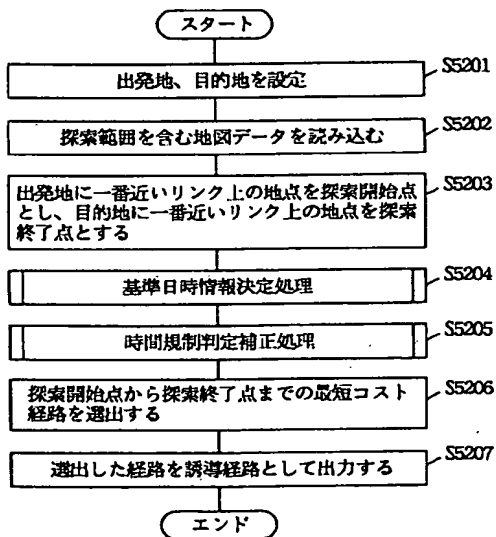 スタート
出発地、目的地を設定
S5201
探索範囲を含む地図データを読み込む
S5202
出発地に一番近いリンク上の地点を探索開始点
とし、目的地に一番近いリンク上の地点を探索
終了点とする
S5203
基準日時情報決定処理
S5204
時間規制判定補正処理
S5205
探索開始点から探索終了点までの最短コスト
経路を選出する
S5206
選出した経路を誘導経路として出力する
S5207
エンド